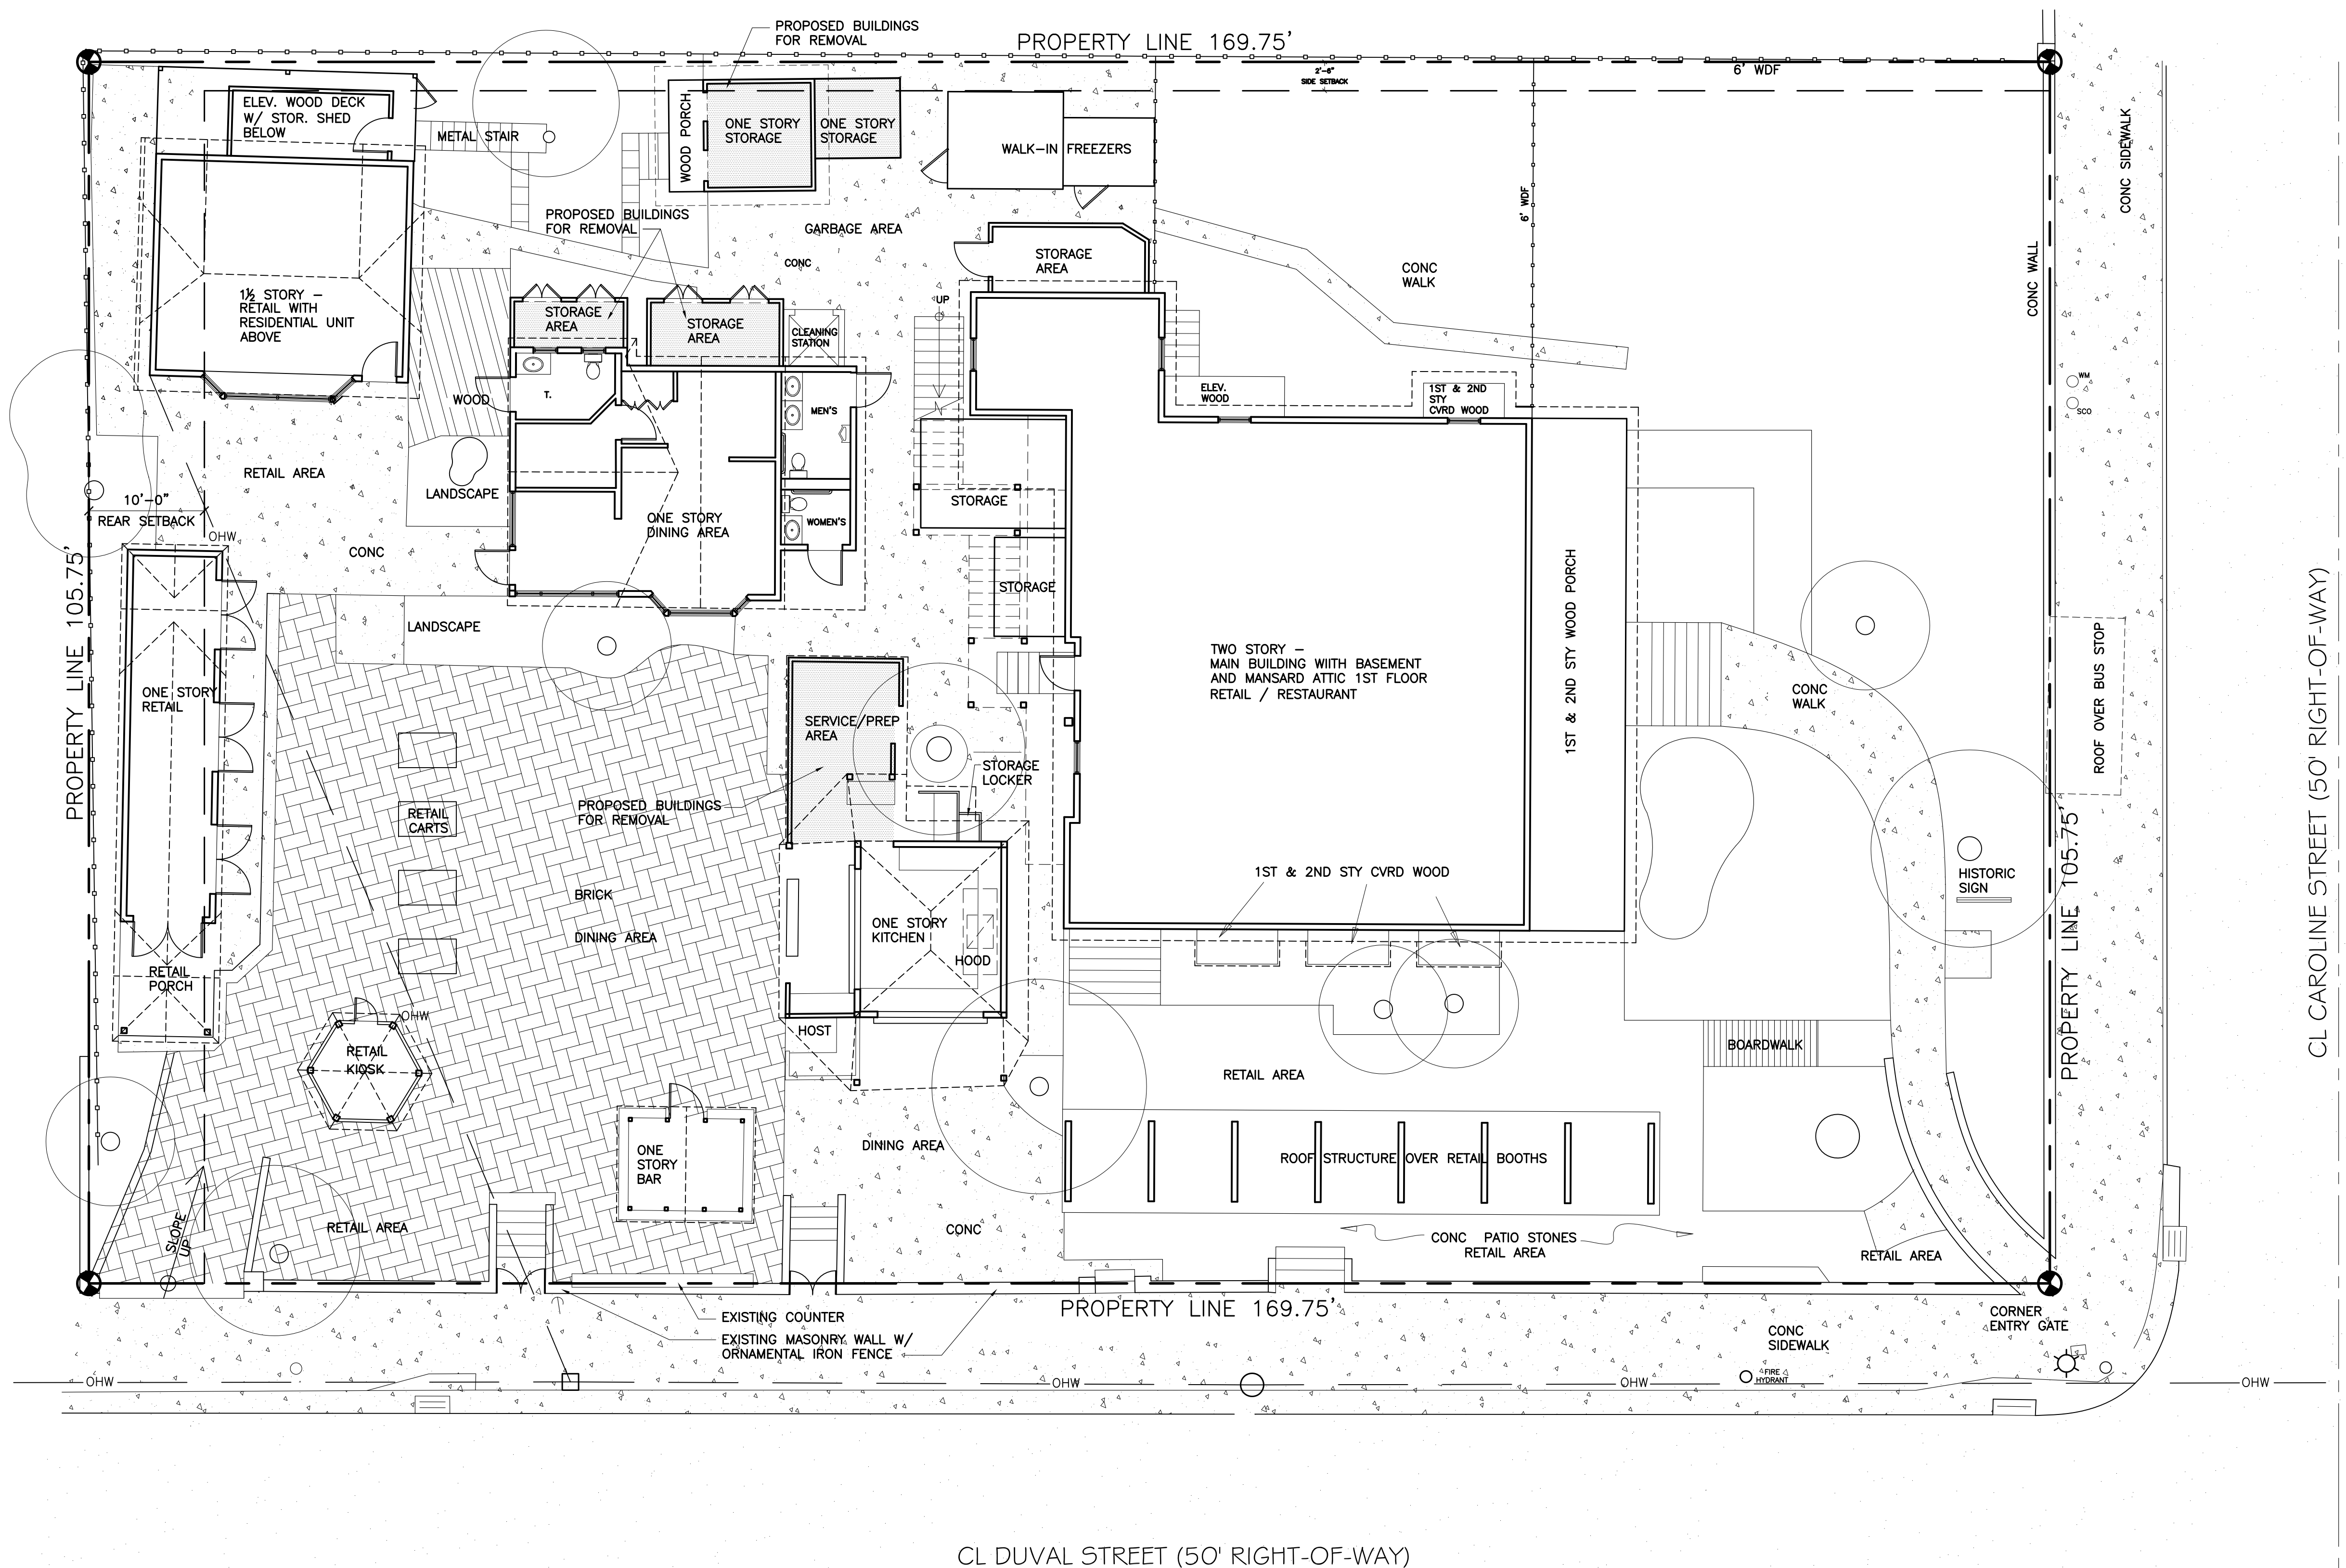 PROPOSED BUILDINGS
FOR REMOVAL
PROPERTY LINE 169.75'
2'-6"
SIDE SETBACK
6' WDF
ELEV. WOOD DECK
W/ STOR. SHED
BELOW
METAL STAIR
WOOD PORCH
ONE STORY
STORAGE
ONE STORY
STORAGE
WALK-IN FREEZERS
CONC SIDEWALK
PROPOSED BUILDINGS
FOR REMOVAL
GARBAGE AREA
6' WDF
CONC
STORAGE
AREA
CONC
WALK
CONC WALL
1½ STORY –
RETAIL WITH
RESIDENTIAL UNIT
ABOVE
STORAGE
AREA
STORAGE
AREA
CLEANING
STATION
UP
WOOD
T.
MEN'S
ELEV.
WOOD
1ST & 2ND
STY
CVRD WOOD
WM
SCO
RETAIL AREA
LANDSCAPE
10'-0"
REAR SETBACK
OHW
ONE STORY
DINING AREA
WOMEN'S
STORAGE
CONC
STORAGE
PROPERTY LINE 105.75'
LANDSCAPE
ONE STORY
RETAIL
TWO STORY –
MAIN BUILDING WIITH BASEMENT
AND MANSARD ATTIC 1ST FLOOR
RETAIL / RESTAURANT
1ST & 2ND STY WOOD PORCH
CONC
WALK
ROOF OVER BUS STOP
CL CAROLINE STREET (50' RIGHT-OF-WAY)
SERVICE/PREP
AREA
STORAGE
LOCKER
PROPOSED BUILDINGS
FOR REMOVAL
RETAIL
CARTS
BRICK
DINING AREA
1ST & 2ND STY CVRD WOOD
HISTORIC
SIGN
PROPERTY LINE 105.75'
ONE STORY
KITCHEN
HOOD
RETAIL
PORCH
OHW
HOST
RETAIL
KIOSK
RETAIL AREA
BOARDWALK
ONE
STORY
BAR
DINING AREA
ROOF STRUCTURE OVER RETAIL BOOTHS
SLOPE
UP
RETAIL AREA
CONC
CONC PATIO STONES
RETAIL AREA
RETAIL AREA
EXISTING COUNTER
EXISTING MASONRY WALL W/
ORNAMENTAL IRON FENCE
PROPERTY LINE 169.75'
CORNER
ENTRY GATE
CONC
SIDEWALK
FIRE
HYDRANT
OHW
OHW
OHW
OHW
CL DUVAL STREET (50' RIGHT-OF-WAY)